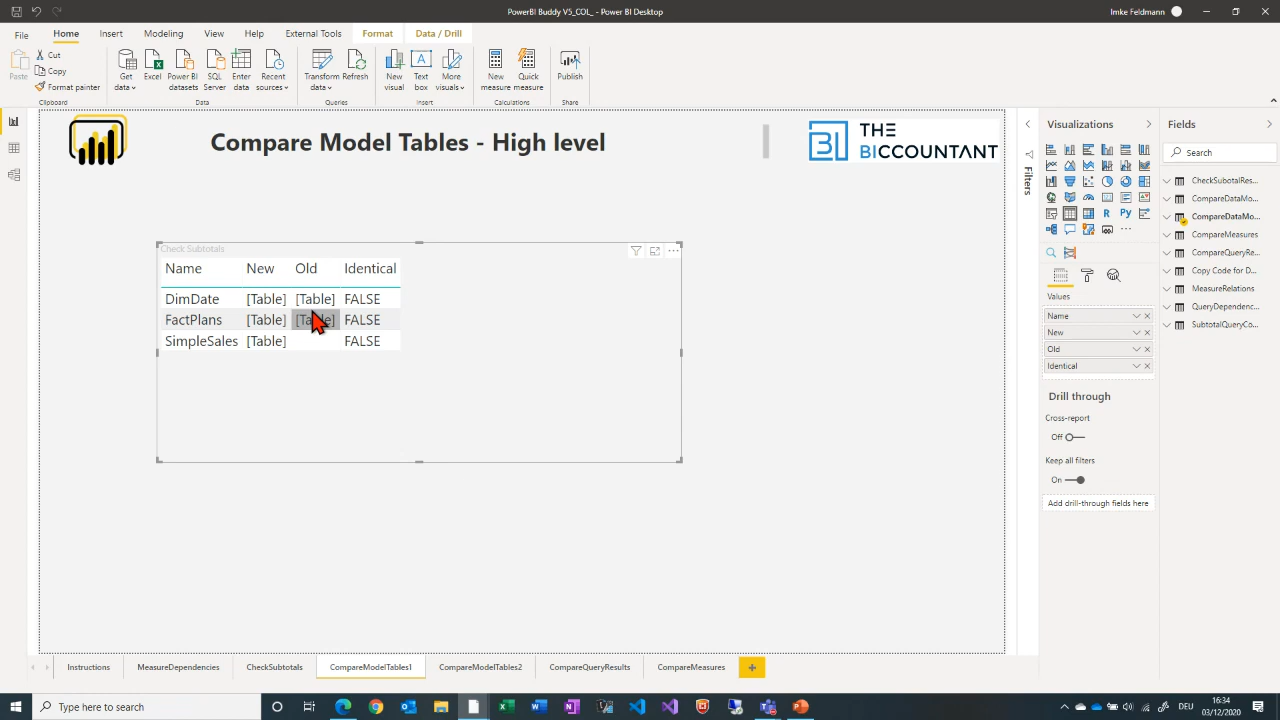 PowerBI Buddy V5_COL_ - Power BI Desktop
Imke Feldmann
File
Home
Insert
Modeling
View
Help
External Tools
Format
Data / Drill
Paste
Cut
Copy
Format painter
Clipboard
Get data
Excel
Power BI datasets
SQL Server
Enter data
Recent sources
Data
Transform data
Refresh
Queries
New visual
Text box
More visuals
Insert
New measure
Quick measure
Calculations
Publish
Share
Compare Model Tables - High level
THE
BICCOUNTANT
Check Subtotals
Name New Old Identical
DimDate [Table] [Table] FALSE
FactPlans [Table] [Table] FALSE
SimpleSales [Table] FALSE
Filters
Visualizations
R
Py
Values
Name
New
Old
Identical
Drill through
Cross-report
Off
Keep all filters
On
Add drill-through fields here
Fields
Search
CheckSubotalRes...
CompareDataMo...
CompareDataMo...
CompareMeasures
CompareQueryRe...
Copy Code for D...
MeasureRelations
QueryDependenc...
SubtotalQueryCo...
Instructions
MeasureDependencies
CheckSubtotals
CompareModelTables1
CompareModelTables2
CompareQueryResults
CompareMeasures
+
Type here to search
DEU
16:34
03/12/2020